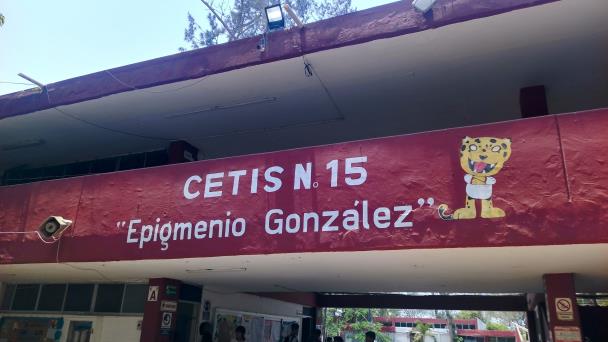 CETIS No. 15
"Epigmenio González"
A